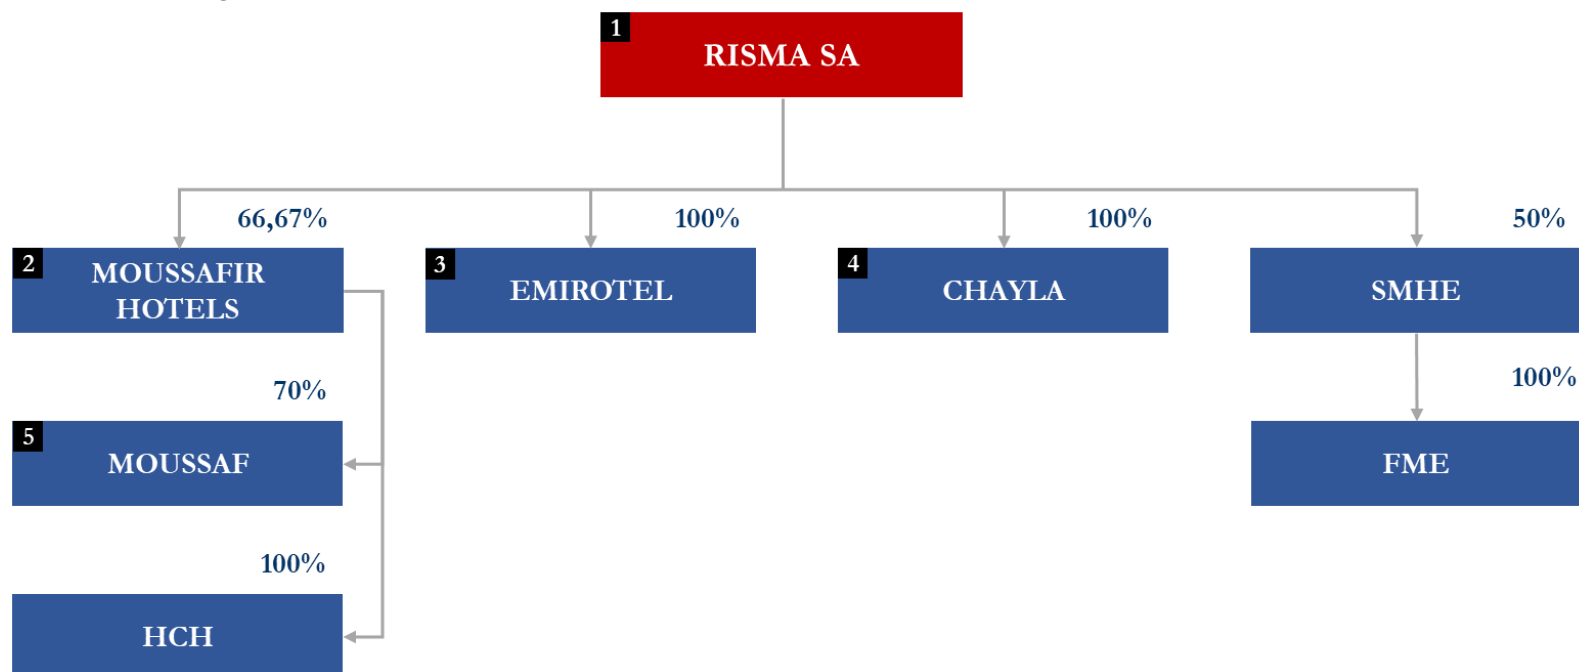 1
RISMA SA
66,67%
100%
100%
50%
2
MOUSSAFIR
HOTELS
3
EMIROTEL
4
CHAYLA
SMHE
70%
100%
5
MOUSSAF
FME
100%
HCH